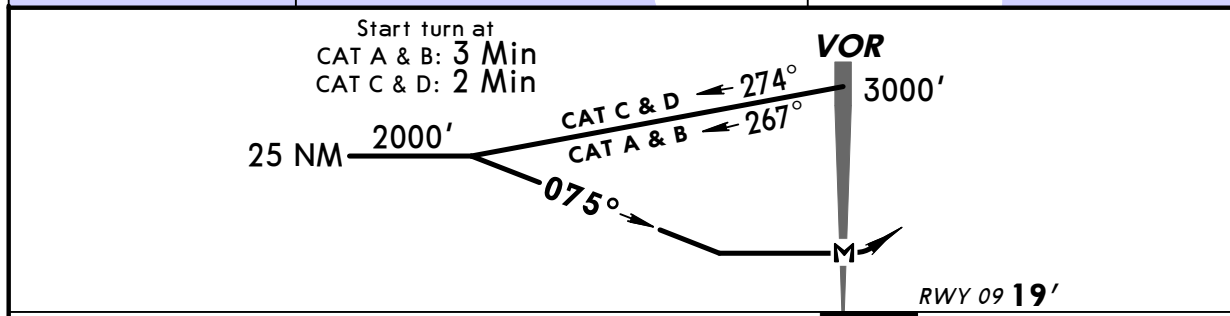 Start turn at
CAT A & B: 3 Min
CAT C & D: 2 Min
VOR
CAT C & D 274°
3000'
CAT A & B 267°
2000'
25 NM
075°
M
RWY 09 19'